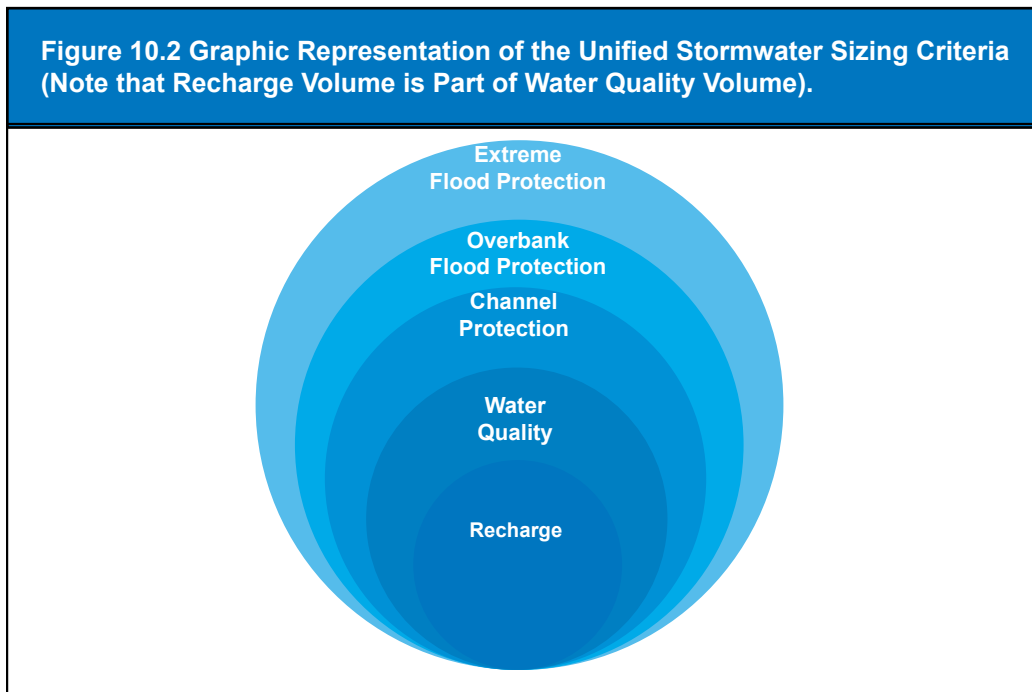 Figure 10.2 Graphic Representation of the Unified Stormwater Sizing Criteria
(Note that Recharge Volume is Part of Water Quality Volume).
Extreme
Flood Protection
Overbank
Flood Protection
Channel
Protection
Water
Quality
Recharge